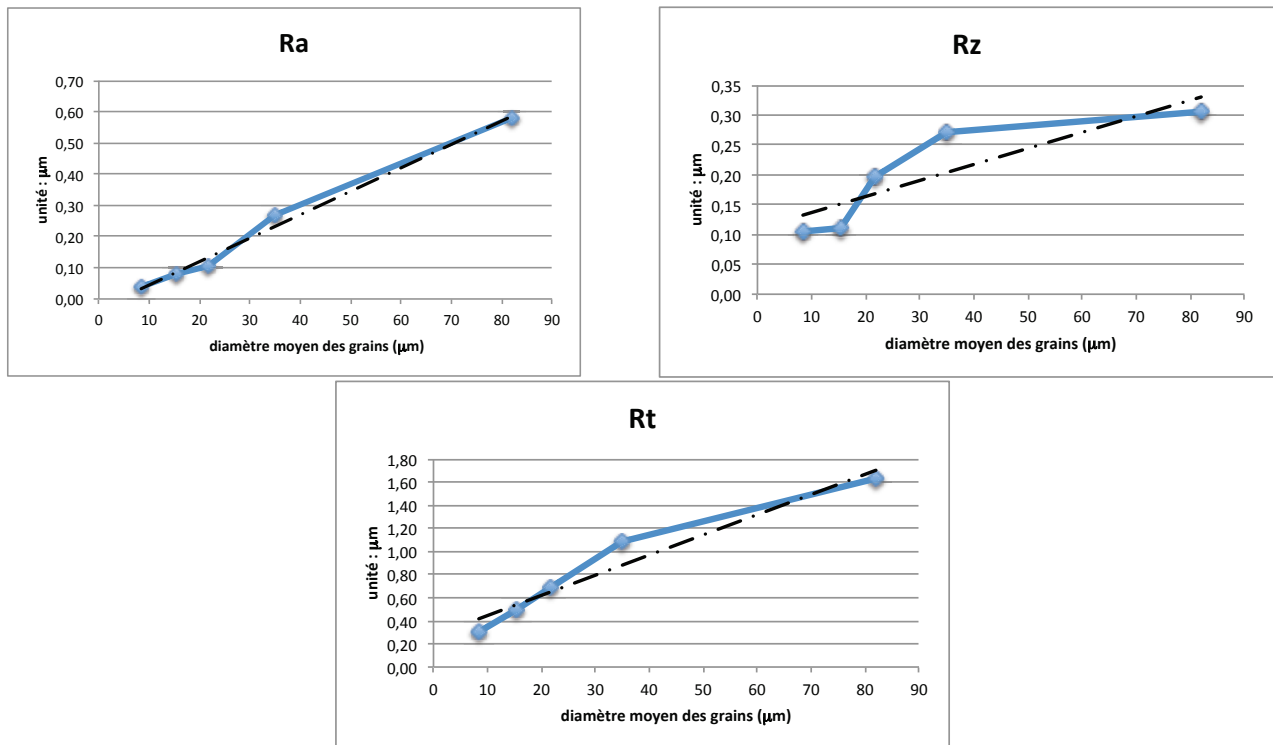 Ra
unité : µm
0,70
0,60
0,50
0,40
0,30
0,20
0,10
0,00
0 10 20 30 40 50 60 70 80 90
diamètre moyen des grains (µm)
Rz
unité : µm
0,35
0,30
0,25
0,20
0,15
0,10
0,05
0,00
0 10 20 30 40 50 60 70 80 90
diamètre moyen des grains (µm)
Rt
unité : µm
1,80
1,60
1,40
1,20
1,00
0,80
0,60
0,40
0,20
0,00
0 10 20 30 40 50 60 70 80 90
diamètre moyen des grains (µm)